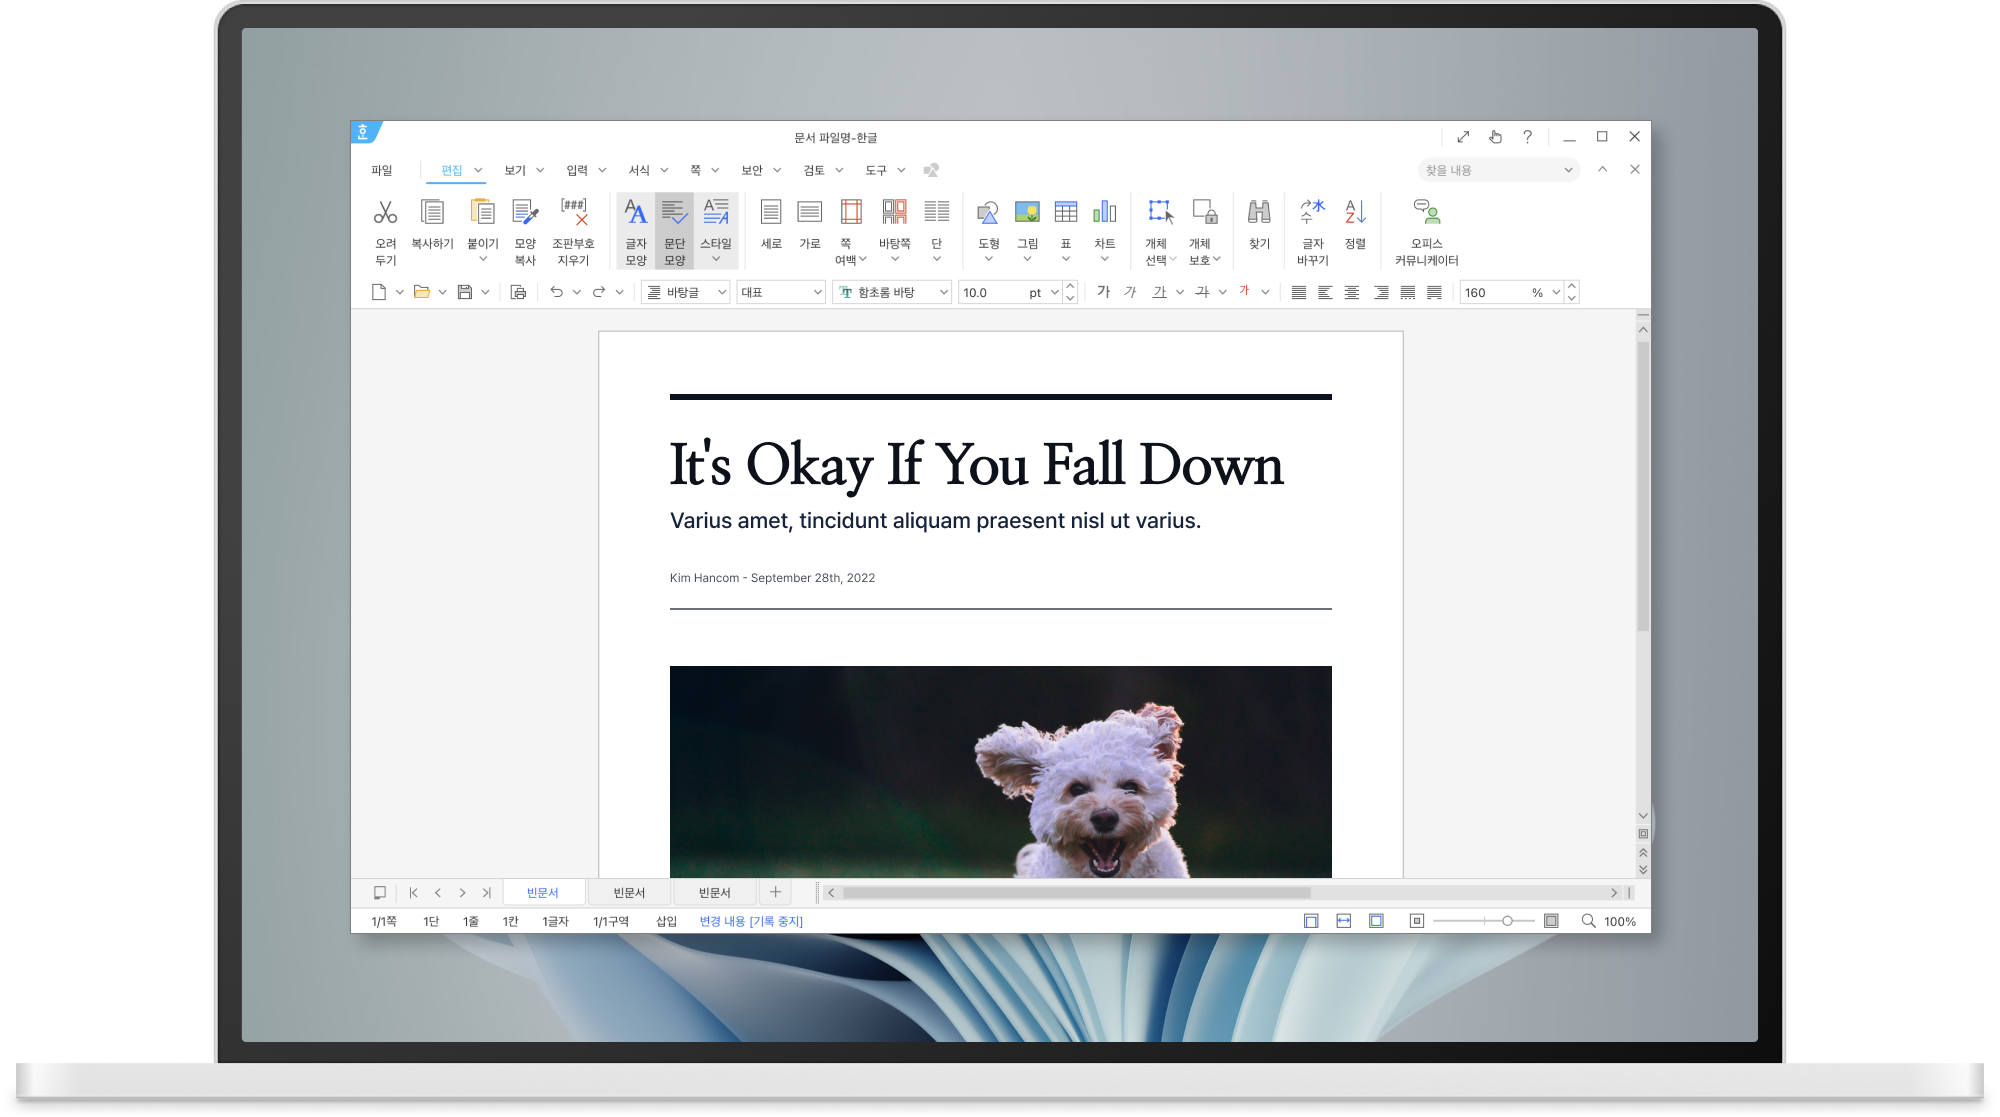 문서 파일명-한글
?
파일 편집 보기 입력 서식 쪽 보안 검토 도구
찾을 내용
오려
두기
복사하기
붙이기
모양
복사
[###]
조판부호
지우기
글자
모양
문단
모양
스타일
세로
가로
쪽
여백
바탕쪽
단
도형
그림
표
차트
개체
선택
개체
보호
찾기
글자
바꾸기
정렬
오피스
커뮤니케이터
바탕글 대표 함초롬 바탕 10.0 pt 가 가 가 가 가 160 %
It's Okay If You Fall Down
Varius amet, tincidunt aliquam praesent nisl ut varius.
Kim Hancom - September 28th, 2022
빈문서 빈문서 빈문서
1/1쪽 1단 1줄 1칸 1글자 1/1구역 삽입 변경 내용 [기록 중지] 100%